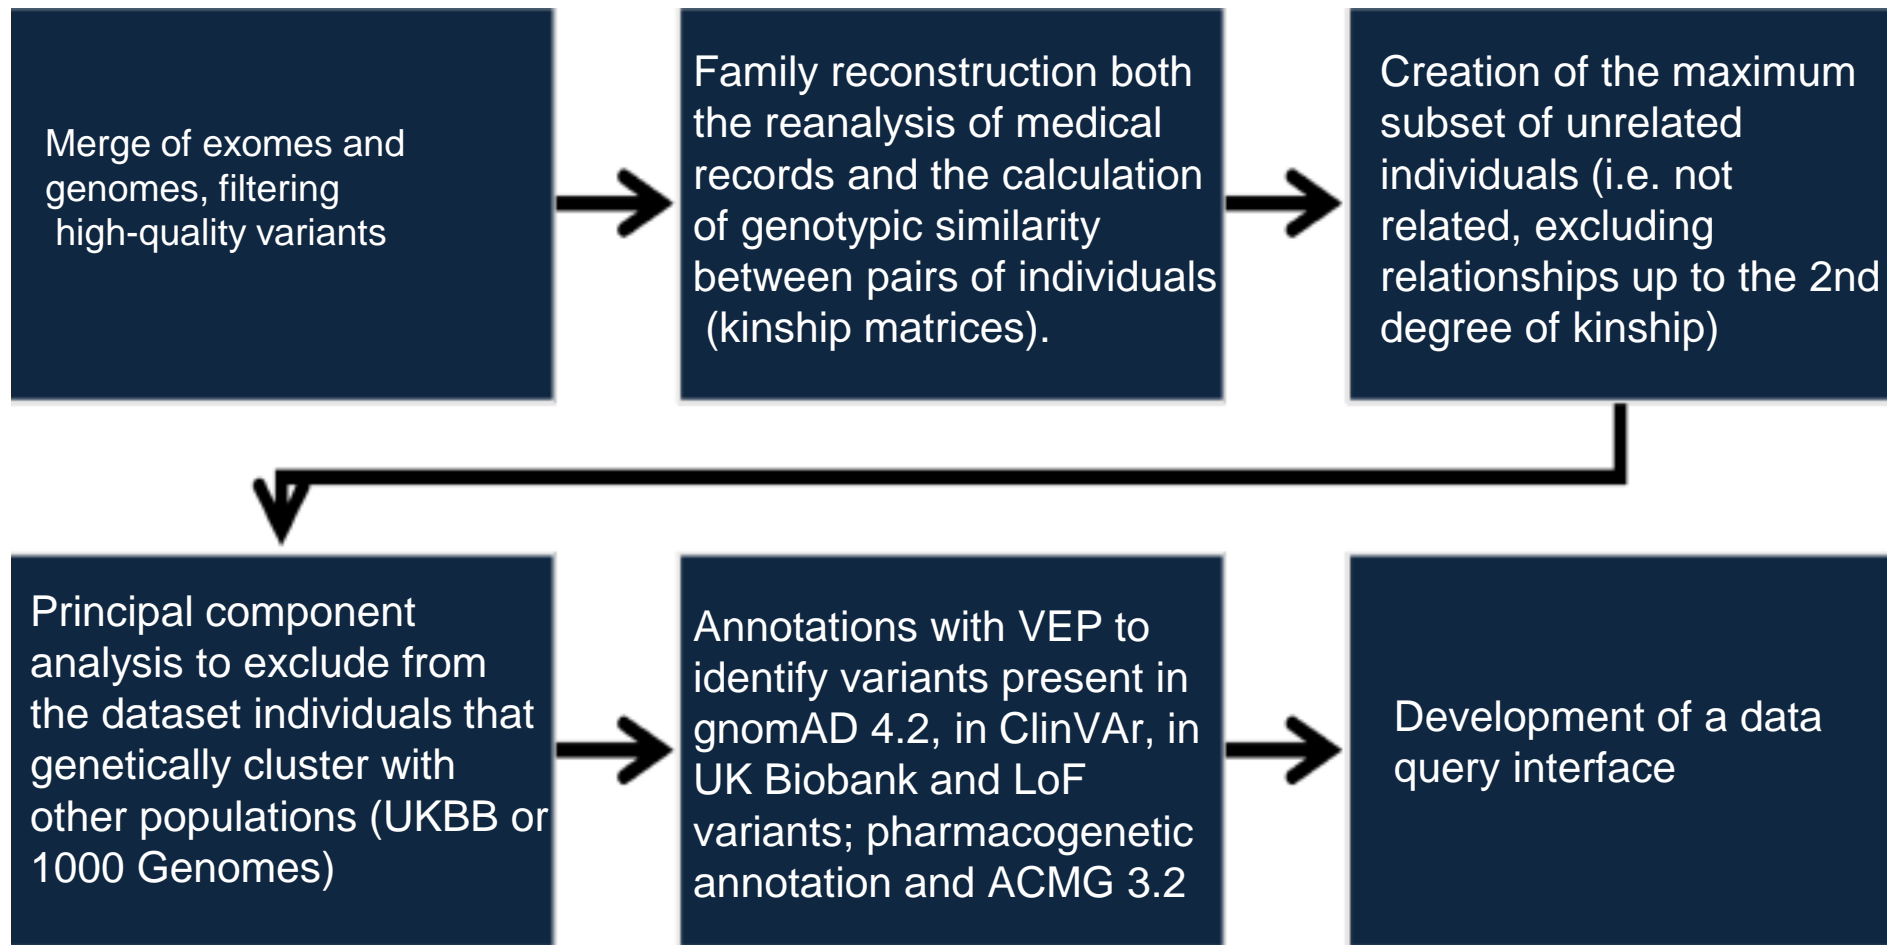 Merge of exomes and
genomes, filtering
high-quality variants
Family reconstruction both
the reanalysis of medical
records and the calculation
of genotypic similarity
between pairs of individuals
(kinship matrices).
Creation of the maximum
subset of unrelated
individuals (i.e. not
related, excluding
relationships up to the 2nd
degree of kinship)
Principal component
analysis to exclude from
the dataset individuals that
genetically cluster with
other populations (UKBB or
1000 Genomes)
Annotations with VEP to
identify variants present in
gnomAD 4.2, in ClinVAr, in
UK Biobank and LoF
variants; pharmacogenetic
annotation and ACMG 3.2
Development of a data
query interface